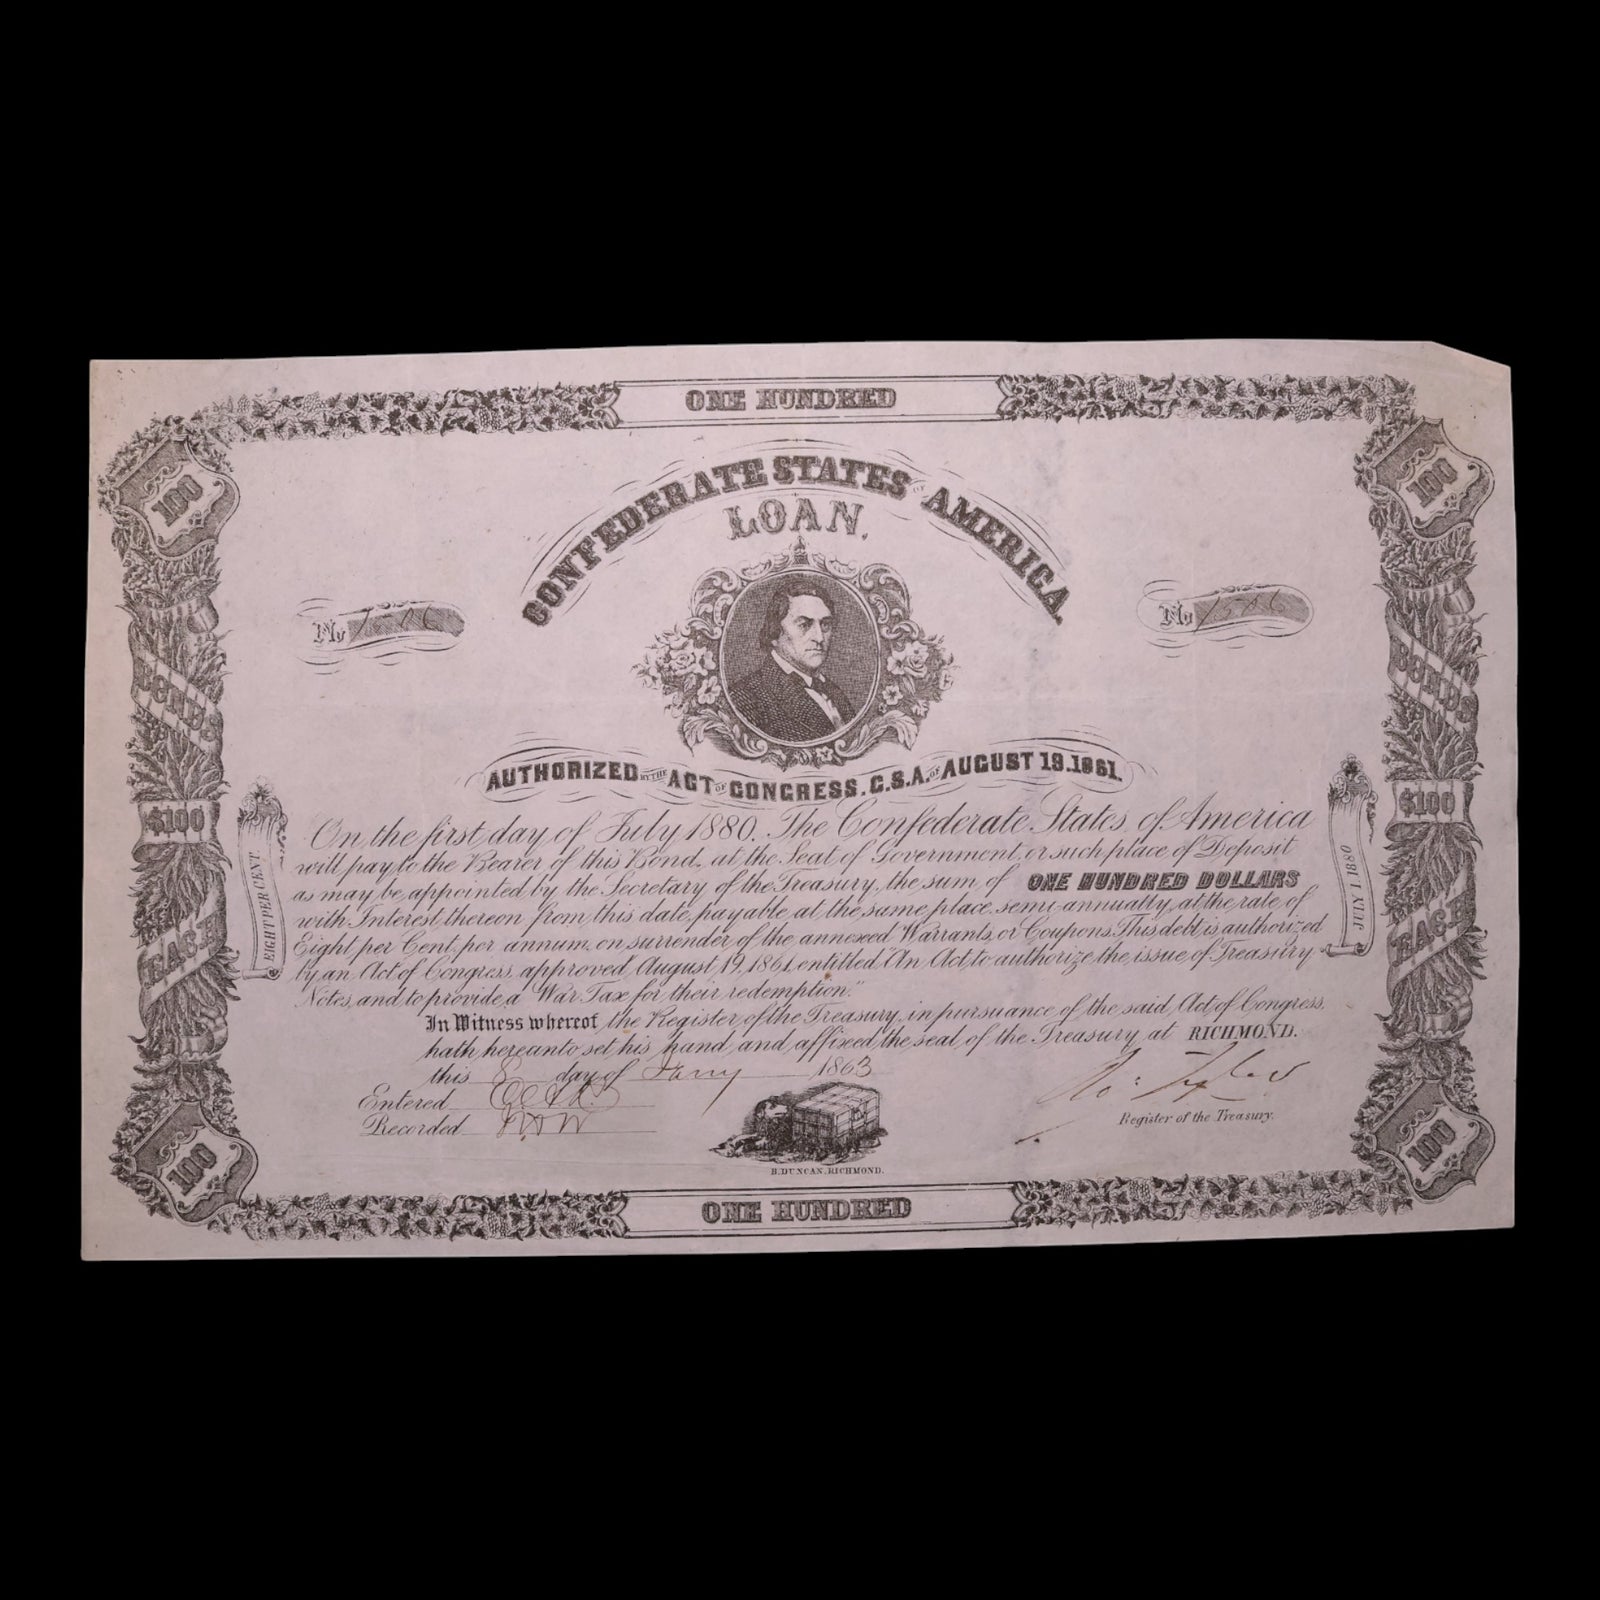 ONE HUNDRED
100
100
CONFEDERATE STATES OF AMERICA
LOAN.
No 1506
No 1506
BONDS
BONDS
AUTHORIZED BY THE ACT OF CONGRESS. C.S.A. OF AUGUST 19. 1861.
$100
$100
On the first day of July 1880. The Confederate States of America
will pay to the Bearer of this Bond, at the Seat of Government, or such place of Deposit
as may be appointed by the Secretary of the Treasury, the sum of ONE HUNDRED DOLLARS
with Interest thereon from this date, payable at the same place, semi-annually, at the rate of
Eight per Cent, per annum, on surrender of the annexed Warrants, or Coupons. This debt is authorized
by an Act of Congress, approved, August 19, 1861, entitled "An Act, to authorize the issue of Treasury
Notes, and to provide a War Tax for their redemption."
EIGHT PER CENT.
JULY 1 1880
EACH
EACH
In Witness whereof, the Register of the Treasury, in pursuance of the said Act of Congress,
hath hereunto set his hand, and affixed the seal of the Treasury at RICHMOND.
this 8 day of Jany 1863
Entered
Recorded
Ro: Tyler
Register of the Treasury.
B. DUNCAN. RICHMOND.
100
100
ONE HUNDRED